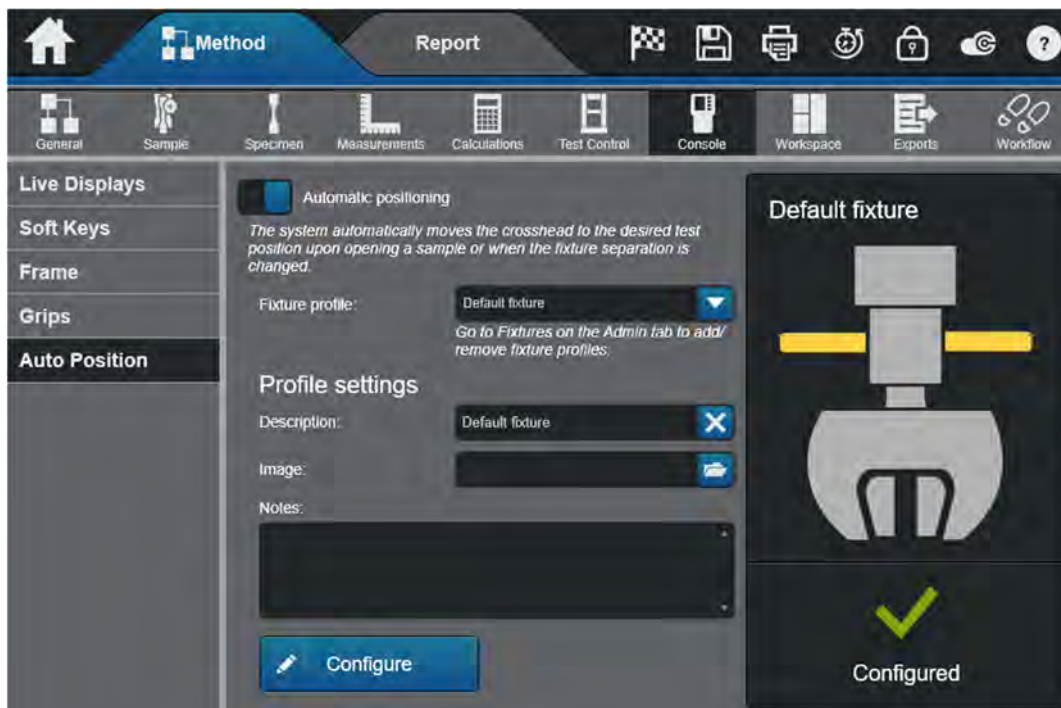 Method
Report
?
General
Sample
Specimen
Measurements
Calculations
Test Control
Console
Workspace
Exports
Workflow
Live Displays
Soft Keys
Frame
Grips
Auto Position
Automatic positioning
The system automatically moves the crosshead to the desired test
position upon opening a sample or when the fixture separation is
changed.
Fixture profile:
Default fixture
Go to Fixtures on the Admin tab to add/
remove fixture profiles.
Profile settings
Description:
Default fixture
Image:
Notes:
Configure
Default fixture
Configured